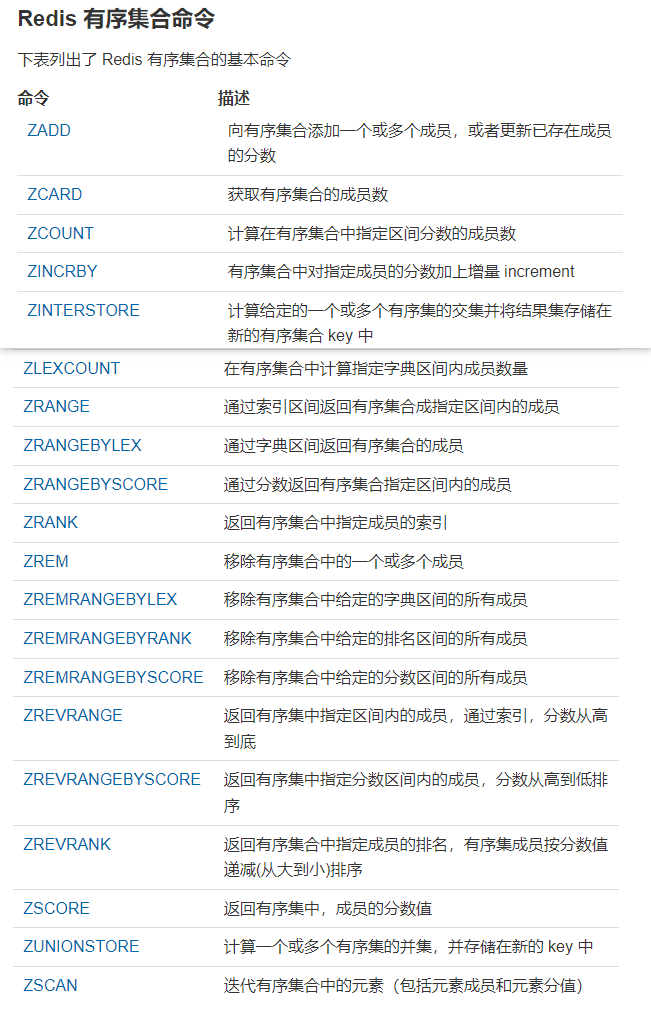 Redis 有序集合命令
下表列出了 Redis 有序集合的基本命令
命令 描述
ZADD 向有序集合添加一个或多个成员，或者更新已存在成员
的分数
ZCARD 获取有序集合的成员数
ZCOUNT 计算在有序集合中指定区间分数的成员数
ZINCRBY 有序集合中对指定成员的分数加上增量 increment
ZINTERSTORE 计算给定的一个或多个有序集的交集并将结果集存储在
新的有序集合 key 中
ZLEXCOUNT 在有序集合中计算指定字典区间内成员数量
ZRANGE 通过索引区间返回有序集合成指定区间内的成员
ZRANGEBYLEX 通过字典区间返回有序集合的成员
ZRANGEBYSCORE 通过分数返回有序集合指定区间内的成员
ZRANK 返回有序集合中指定成员的索引
ZREM 移除有序集合中的一个或多个成员
ZREMRANGEBYLEX 移除有序集合中给定的字典区间的所有成员
ZREMRANGEBYRANK 移除有序集合中给定的排名区间的所有成员
ZREMRANGEBYSCORE 移除有序集合中给定的分数区间的所有成员
ZREVRANGE 返回有序集中指定区间内的成员，通过索引，分数从高
到底
ZREVRANGEBYSCORE 返回有序集中指定分数区间内的成员，分数从高到低排
序
ZREVRANK 返回有序集合中指定成员的排名，有序集成员按分数值
递减(从大到小)排序
ZSCORE 返回有序集中，成员的分数值
ZUNIONSTORE 计算一个或多个有序集的并集，并存储在新的 key 中
ZSCAN 迭代有序集合中的元素（包括元素成员和元素分值）